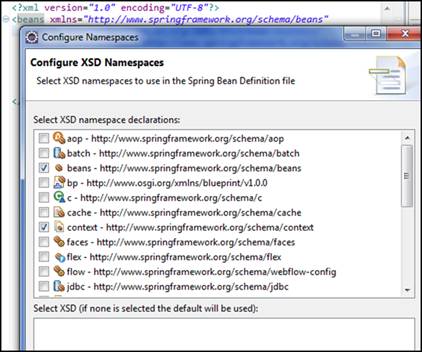 <?xml version="1.0" encoding="UTF-8"?>
<beans xmlns="http://www.springframework.org/schema/beans"
Configure Namespaces
Configure XSD Namespaces
Select XSD namespaces to use in the Spring Bean Definition file
Select XSD namespace declarations:
aop - http://www.springframework.org/schema/aop
batch - http://www.springframework.org/schema/batch
beans - http://www.springframework.org/schema/beans
bp - http://www.osgi.org/xmlns/blueprint/v1.0.0
c - http://www.springframework.org/schema/c
cache - http://www.springframework.org/schema/cache
context - http://www.springframework.org/schema/context
faces - http://www.springframework.org/schema/faces
flex - http://www.springframework.org/schema/flex
flow - http://www.springframework.org/schema/webflow-config
jdbc - http://www.springframework.org/schema/jdbc
Select XSD (if none is selected the default will be used):